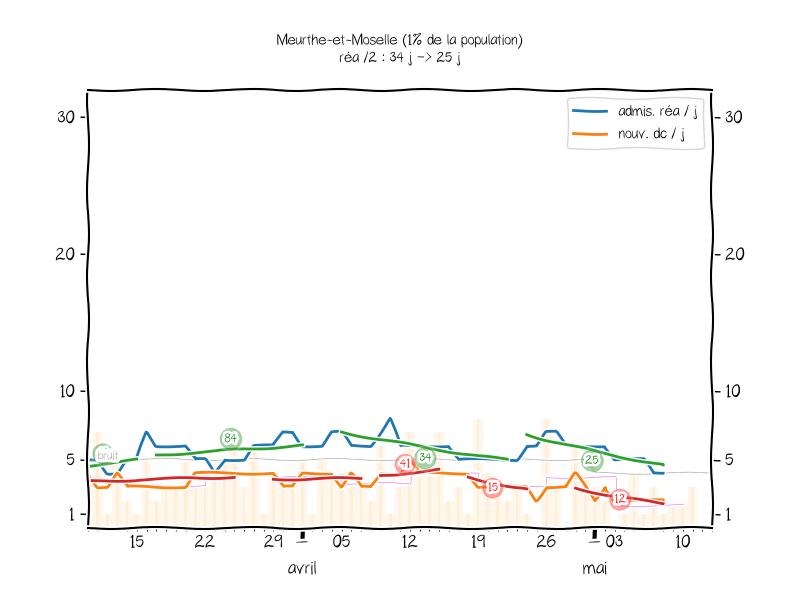 Meurthe-et-Moselle (1% de la population)
réa /2 : 34 j -> 25 j
admis. réa / j
nouv. dc / j
30
30
20
20
10
10
5
5
1
1
bruit
84
41
34
15
25
12
15 22 29 05 12 19 26 03 10
avril mai